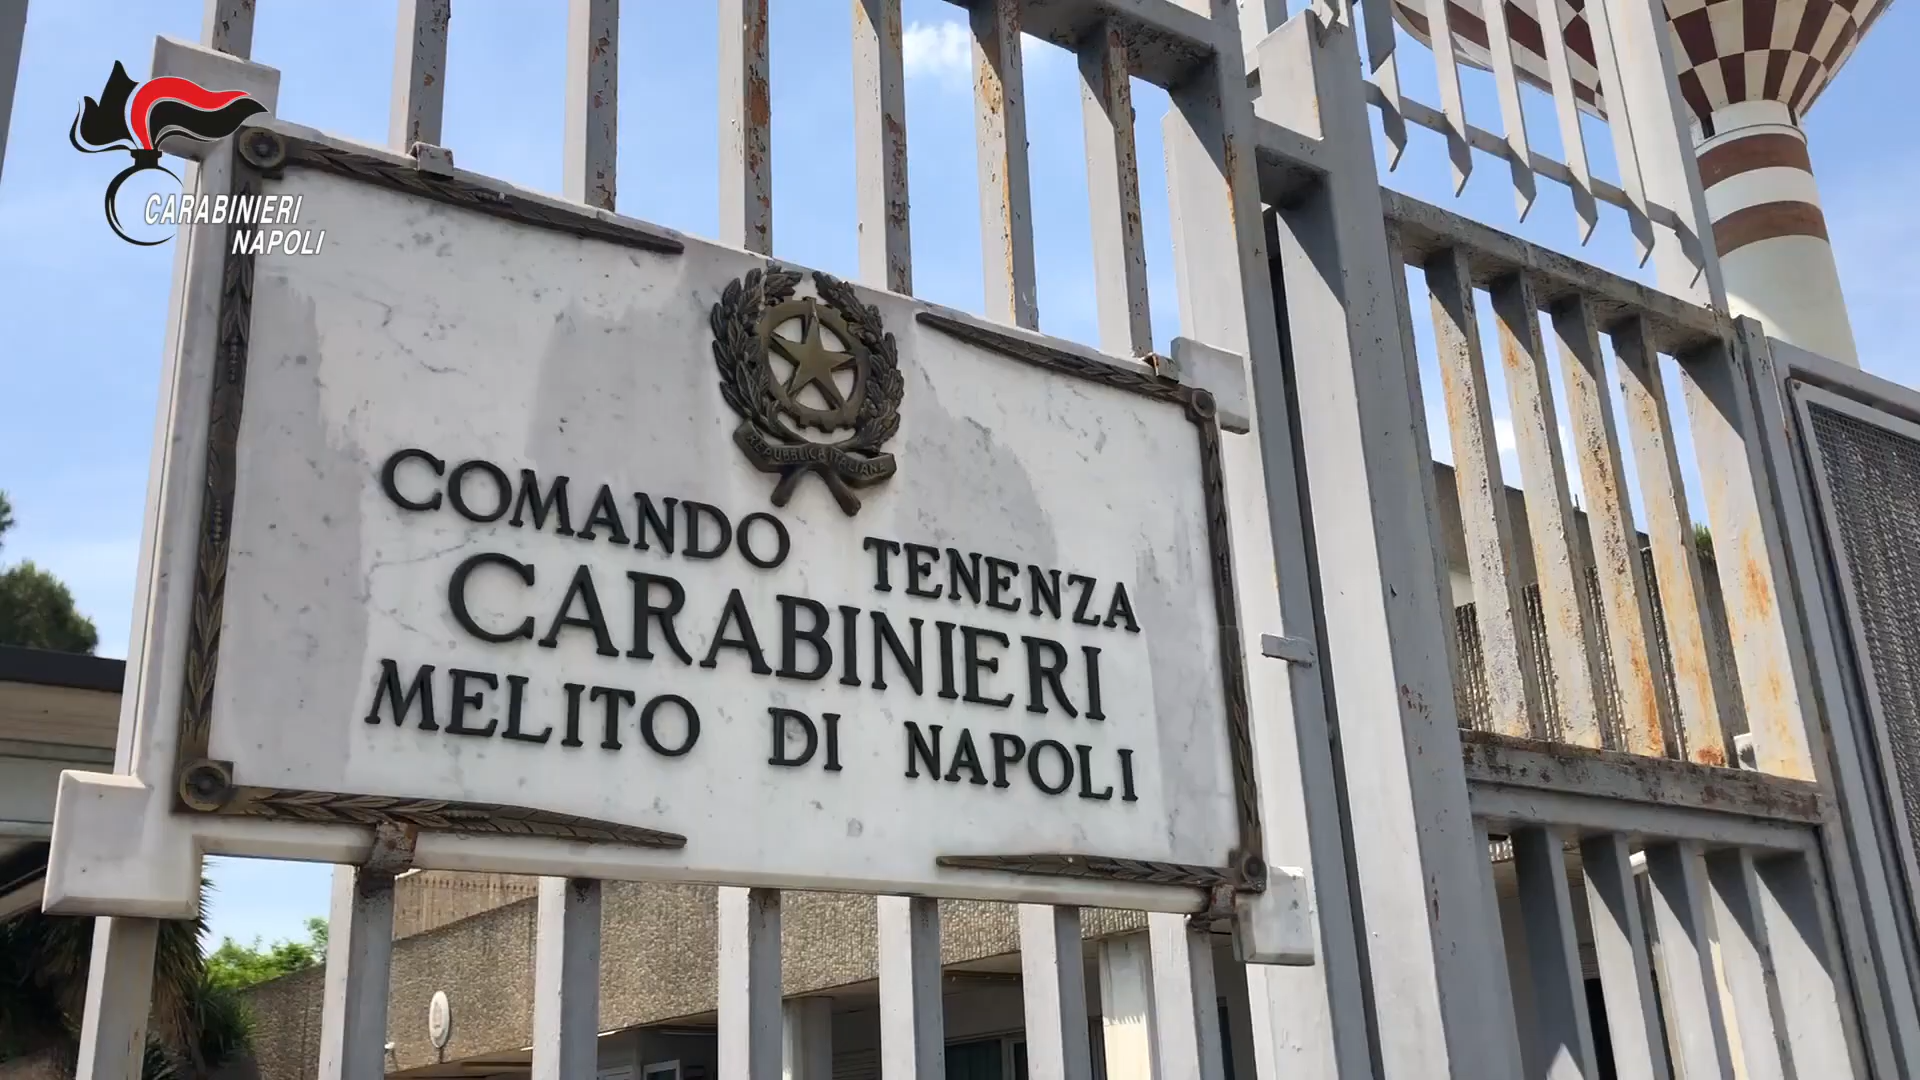 CARABINIERI
NAPOLI
REPUBBLICA ITALIANA
COMANDO TENENZA
CARABINIERI
MELITO DI NAPOLI